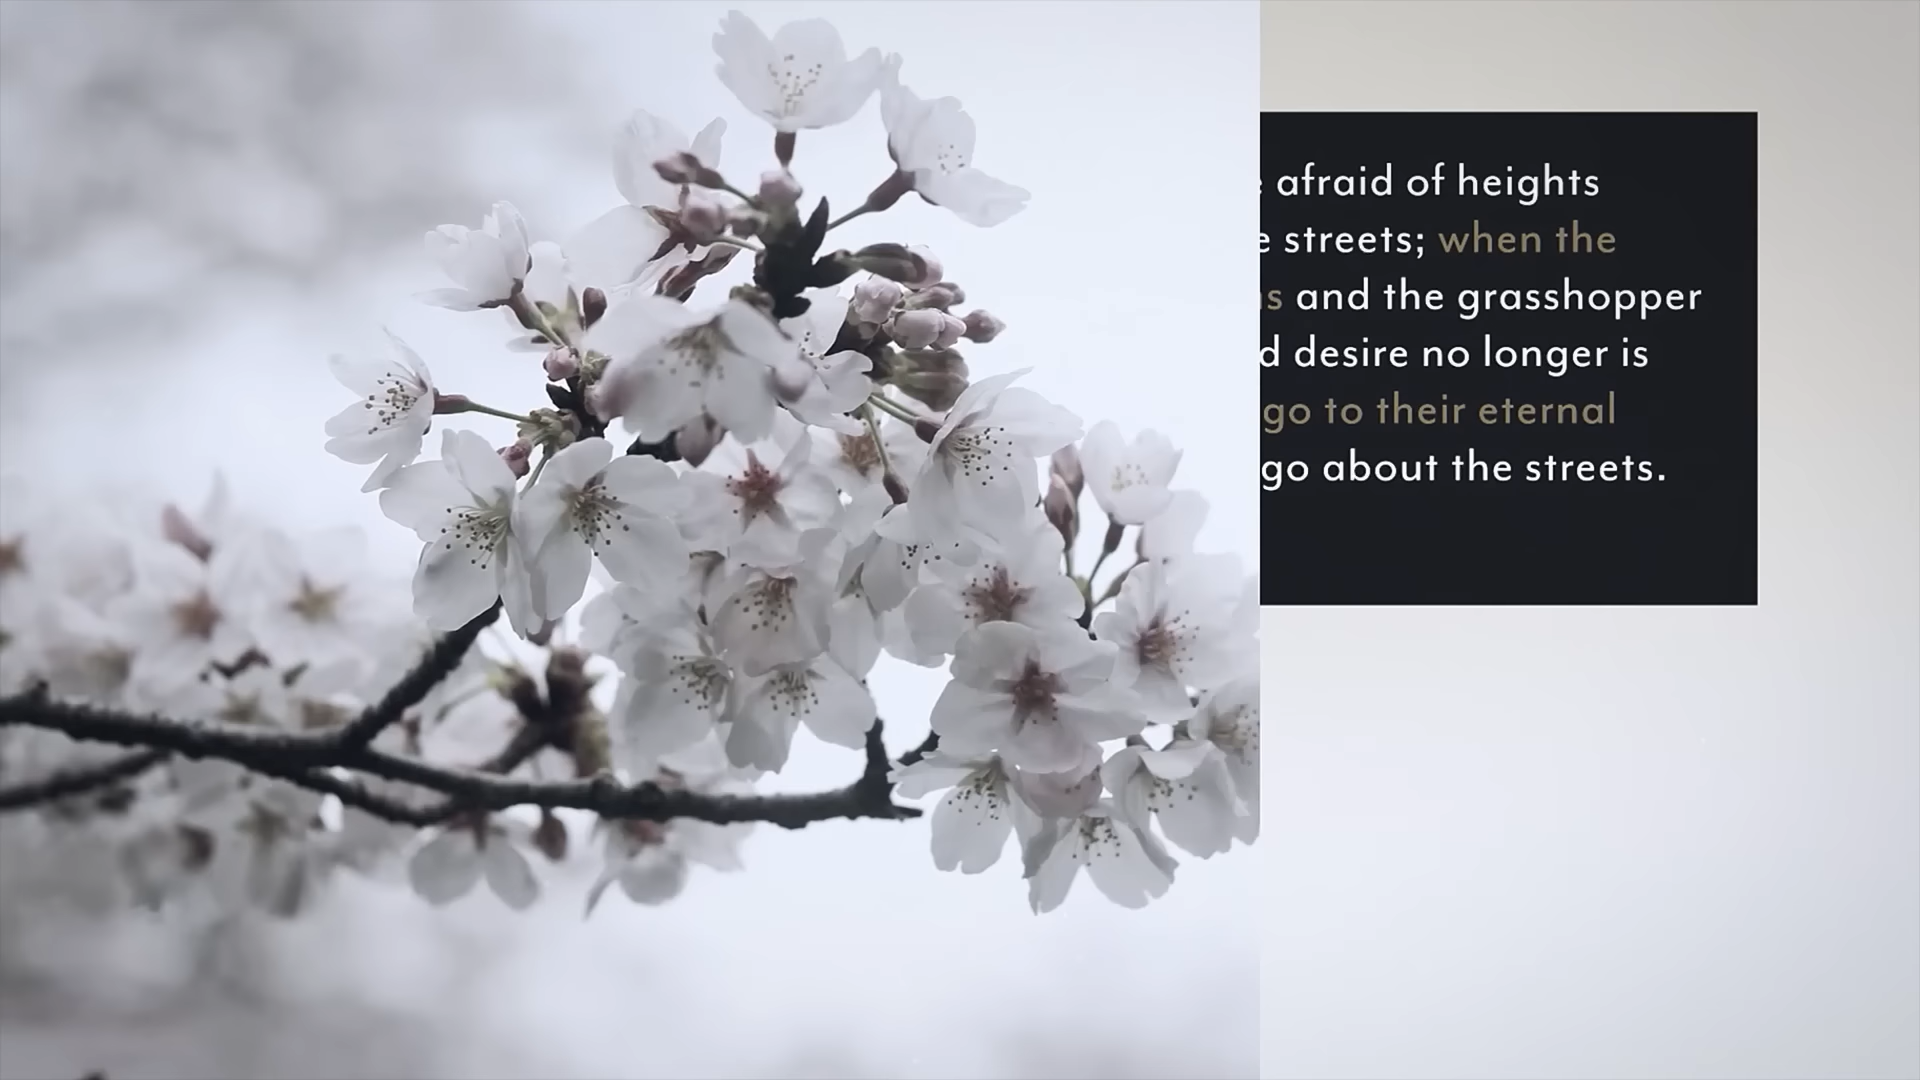 afraid of heights
streets; when the
and the grasshopper
desire no longer is
go to their eternal
go about the streets.